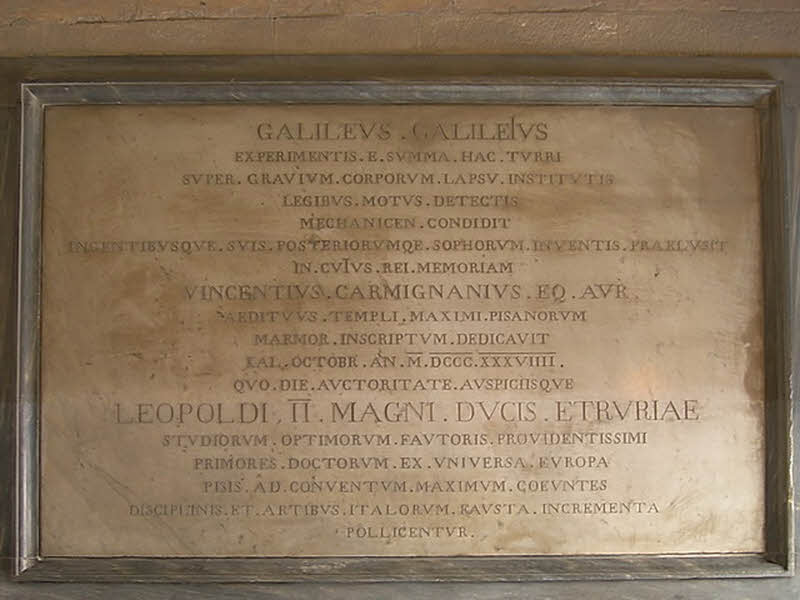 GALILÆVS . GALILEIVS
EXPERIMENTIS . E . SVMMA . HAC . TVRRI
SVPER . GRAVIVM . CORPORVM . LAPSV . INSTITVTIS
LEGIBVS . MOTVS . DETECTIS
MECHANICEN . CONDIDIT
INGENTIBVSQVE . SVIS . POSTERIORVMQE . SOPHORVM . INVENTIS . PRAELVSIT
IN . CVIVS . REI . MEMORIAM
VINCENTIVS . CARMIGNANIVS . EQ . AVR
AEDITVVS . TEMPLI . MAXIMI . PISANORVM
MARMOR . INSCRIPTVM . DEDICAVIT
KAL . OCTOBR . AN . M . DCCC . XXXVIIII .
QVO . DIE . AVCTORITATE . AVSPICIISQVE
LEOPOLDI . II . MAGNI . DVCIS . ETRVRIAE
STVDIORVM . OPTIMORVM . FAVTORIS . PROVIDENTISSIMI
PRIMORES . DOCTORVM . EX . VNIVERSA . EVROPA
PISIS . AD . CONVENTVM . MAXIMVM . COEVNTES
DISCIPLINIS . ET . ARTIBVS . ITALORVM . FAVSTA . INCREMENTA
POLLICENTVR .